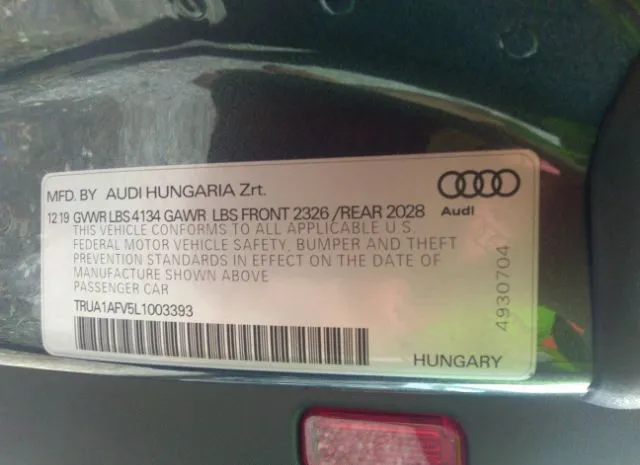 MFD. BY AUDI HUNGARIA Zrt.
12 19 GVWR LBS 4134 GAWR LBS FRONT 2326 /REAR 2028
THIS VEHICLE CONFORMS TO ALL APPLICABLE U.S.
FEDERAL MOTOR VEHICLE SAFETY, BUMPER AND THEFT
PREVENTION STANDARDS IN EFFECT ON THE DATE OF
MANUFACTURE SHOWN ABOVE
PASSENGER CAR
TRUA1AFV5L1003393
Audi
4930704
HUNGARY